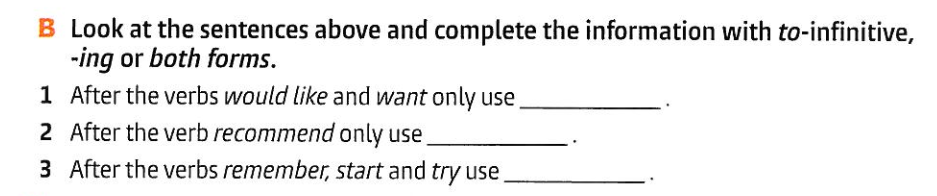 B Look at the sentences above and complete the information with to-infinitive,
-ing or both forms.
1 After the verbs would like and want only use ____________ .
2 After the verb recommend only use ____________ .
3 After the verbs remember, start and try use ____________ .